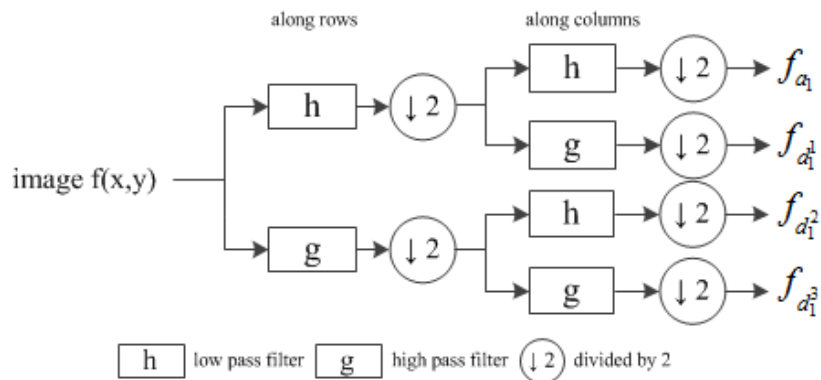 along rows along columns
h ↓2 h ↓2 f_{a_1}
g ↓2 f_{d_1^1}
image f(x,y)
g ↓2 h ↓2 f_{d_1^2}
g ↓2 f_{d_1^3}
h low pass filter g high pass filter ↓2 divided by 2